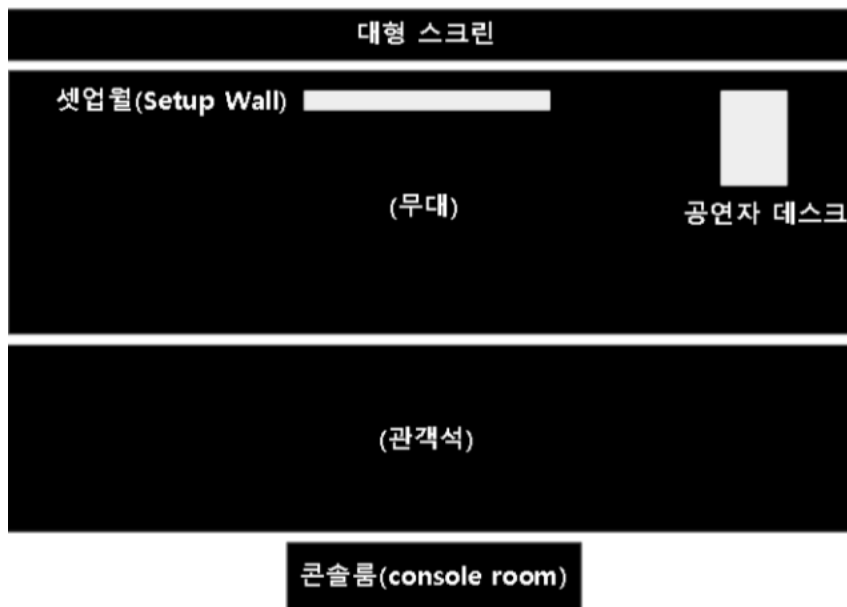 대형 스크린
셋업월(Setup Wall)
(무대)
공연자 데스크
(관객석)
콘솔룸(console room)